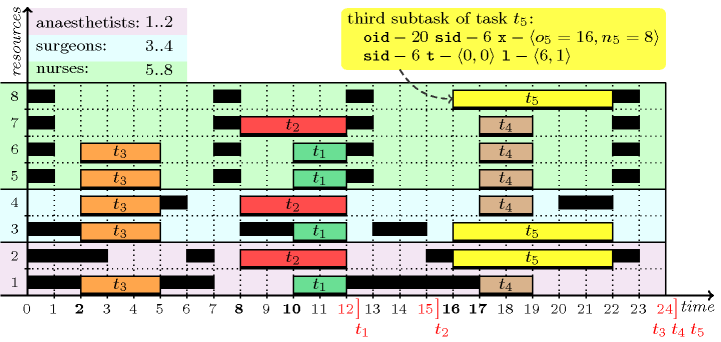 resources
anaesthetists: 1..2
surgeons: 3..4
nurses: 5..8
third subtask of task t₅:
oid – 20 sid – 6 x – ⟨o₅ = 16, n₅ = 8⟩
sid – 6 t – ⟨0, 0⟩ l – ⟨6, 1⟩
8 t₅
7 t₂ t₄
6 t₃ t₁ t₄
5 t₃ t₁ t₄
4 t₃ t₂ t₄
3 t₃ t₁ t₅
2 t₂ t₅
1 t₃ t₁ t₄
0 1 2 3 4 5 6 7 8 9 10 11 12] 13 14 15] 16 17 18 19 20 21 22 23 24] time
t₁ t₂ t₃ t₄ t₅